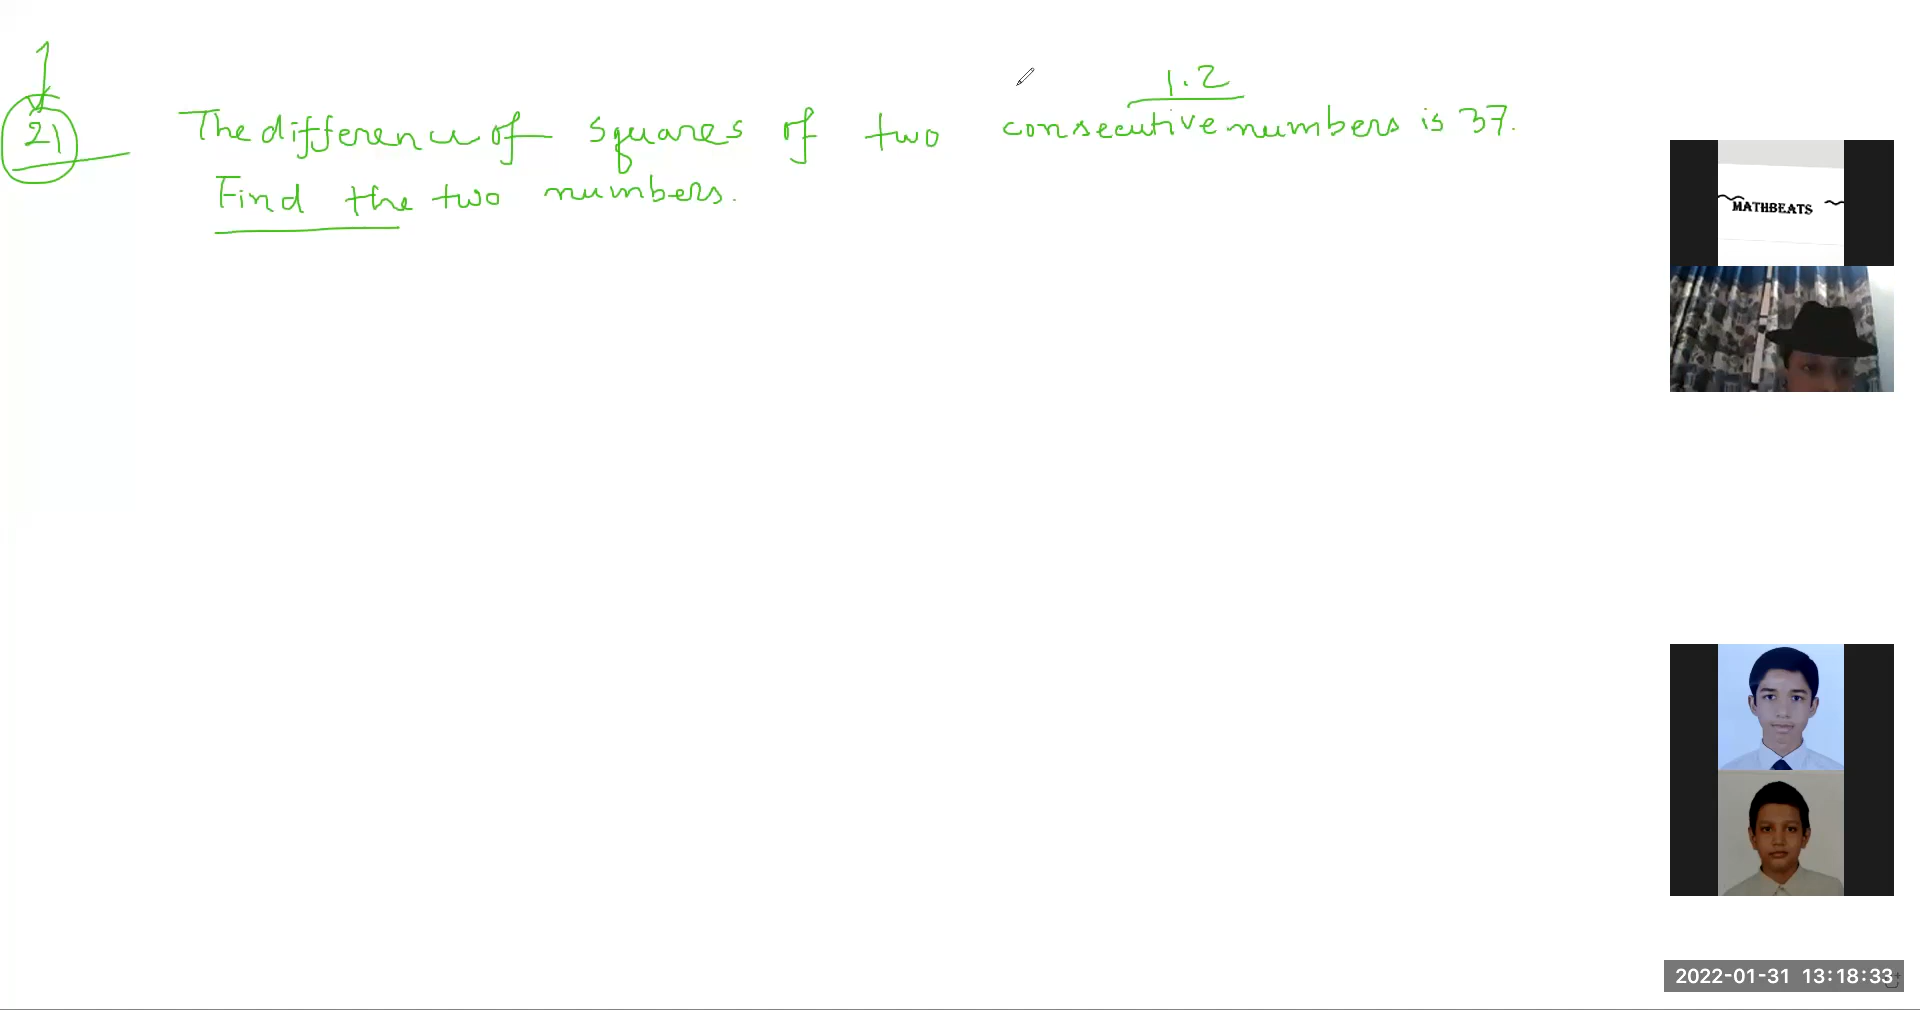 1.2
21 The difference of squares of two consecutive numbers is 37.
Find the two numbers.
MATHBEATS
2022-01-31 13:18:33